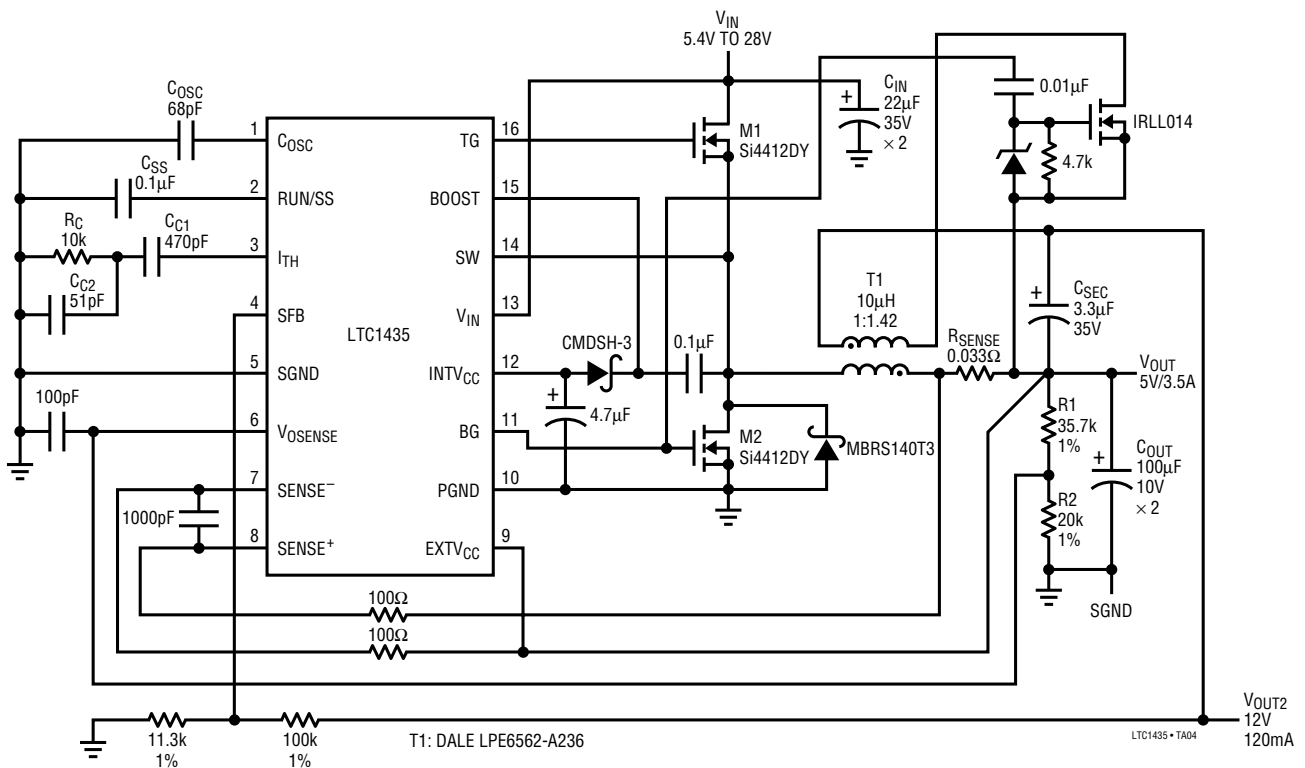 V_IN
5.4V TO 28V
C_OSC
68pF
C_SS
0.1µF
R_C
10k
C_C1
470pF
C_C2
51pF
100pF
1000pF
1
2
3
4
5
6
7
8
C_OSC
RUN/SS
I_TH
SFB
SGND
V_OSENSE
SENSE⁻
SENSE⁺
LTC1435
TG
BOOST
SW
V_IN
INTV_CC
BG
PGND
EXTV_CC
16
15
14
13
12
11
10
9
M1
Si4412DY
C_IN
22µF
35V
× 2
0.01µF
4.7k
IRLL014
CMDSH-3
0.1µF
4.7µF
T1
10µH
1:1.42
R_SENSE
0.033Ω
C_SEC
3.3µF
35V
V_OUT
5V/3.5A
M2
Si4412DY
MBRS140T3
R1
35.7k
1%
R2
20k
1%
C_OUT
100µF
10V
× 2
SGND
100Ω
100Ω
11.3k
1%
100k
1%
T1: DALE LPE6562-A236
V_OUT2
12V
120mA
LTC1435 • TA04